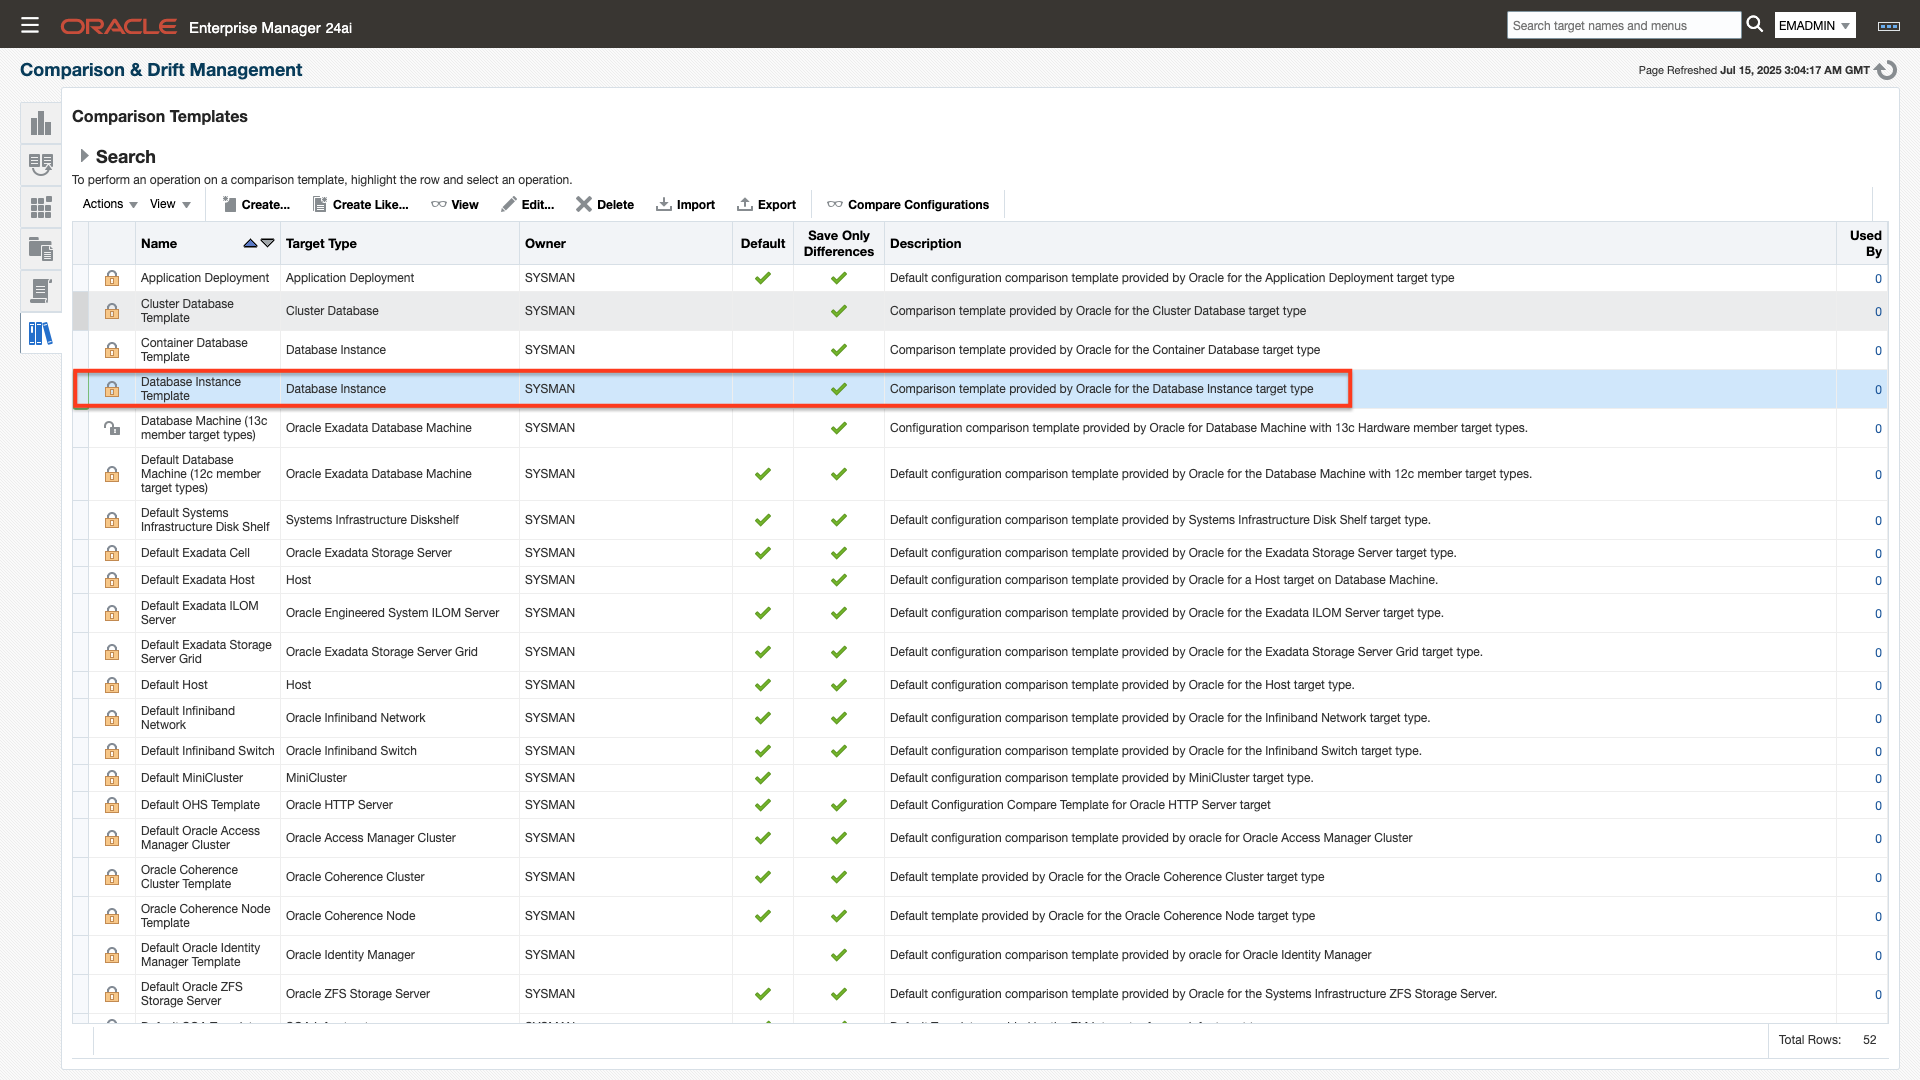 ORACLE Enterprise Manager 24ai
Search target names and menus
EMADMIN
Comparison & Drift Management
Page Refreshed Jul 15, 2025 3:04:17 AM GMT
Comparison Templates
Search
To perform an operation on a comparison template, highlight the row and select an operation.
Actions View Create... Create Like... View Edit... Delete Import Export Compare Configurations
Name Target Type Owner Default Save Only Differences Description Used By
Application Deployment Application Deployment SYSMAN Default configuration comparison template provided by Oracle for the Application Deployment target type 0
Cluster Database Template Cluster Database SYSMAN Comparison template provided by Oracle for the Cluster Database target type 0
Container Database Template Database Instance SYSMAN Comparison template provided by Oracle for the Container Database target type 0
Database Instance Template Database Instance SYSMAN Comparison template provided by Oracle for the Database Instance target type 0
Database Machine (13c member target types) Oracle Exadata Database Machine SYSMAN Configuration comparison template provided by Oracle for Database Machine with 13c Hardware member target types. 0
Default Database Machine (12c member target types) Oracle Exadata Database Machine SYSMAN Default configuration comparison template provided by Oracle for the Database Machine with 12c member target types. 0
Default Systems Infrastructure Disk Shelf Systems Infrastructure Diskshelf SYSMAN Default configuration comparison template provided by Systems Infrastructure Disk Shelf target type. 0
Default Exadata Cell Oracle Exadata Storage Server SYSMAN Default configuration comparison template provided by Oracle for the Exadata Storage Server target type. 0
Default Exadata Host Host SYSMAN Default configuration comparison template provided by Oracle for a Host target on Database Machine. 0
Default Exadata ILOM Server Oracle Engineered System ILOM Server SYSMAN Default configuration comparison template provided by Oracle for the Exadata ILOM Server target type. 0
Default Exadata Storage Server Grid Oracle Exadata Storage Server Grid SYSMAN Default configuration comparison template provided by Oracle for the Exadata Storage Server Grid target type. 0
Default Host Host SYSMAN Default configuration comparison template provided by Oracle for the Host target type. 0
Default Infiniband Network Oracle Infiniband Network SYSMAN Default configuration comparison template provided by Oracle for the Infiniband Network target type. 0
Default Infiniband Switch Oracle Infiniband Switch SYSMAN Default configuration comparison template provided by Oracle for the Infiniband Switch target type. 0
Default MiniCluster MiniCluster SYSMAN Default configuration comparison template provided by MiniCluster target type. 0
Default OHS Template Oracle HTTP Server SYSMAN Default Configuration Compare Template for Oracle HTTP Server target 0
Default Oracle Access Manager Cluster Oracle Access Manager Cluster SYSMAN Default configuration comparison template provided by oracle for Oracle Access Manager Cluster 0
Oracle Coherence Cluster Template Oracle Coherence Cluster SYSMAN Default template provided by Oracle for the Oracle Coherence Cluster target type 0
Oracle Coherence Node Template Oracle Coherence Node SYSMAN Default template provided by Oracle for the Oracle Coherence Node target type 0
Default Oracle Identity Manager Template Oracle Identity Manager SYSMAN Default configuration comparison template provided by oracle for Oracle Identity Manager 0
Default Oracle ZFS Storage Server Oracle ZFS Storage Server SYSMAN Default configuration comparison template provided by Oracle for the Systems Infrastructure ZFS Storage Server. 0
Total Rows: 52